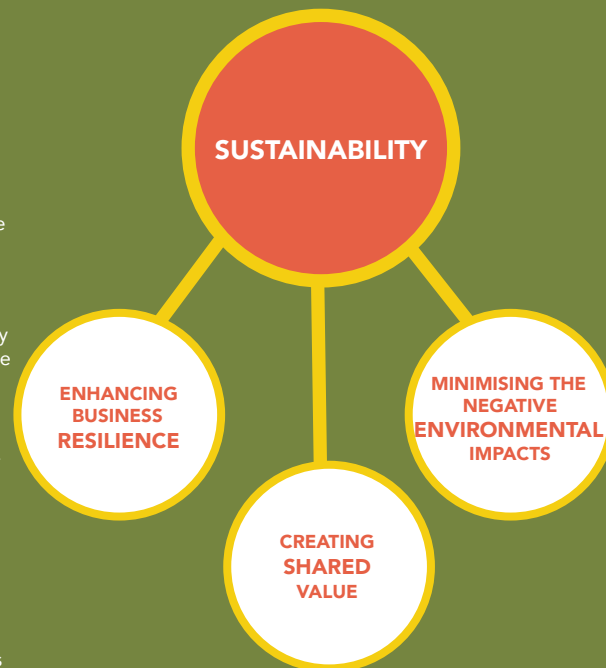 SUSTAINABILITY
ENHANCING
BUSINESS
RESILIENCE
MINIMISING THE
NEGATIVE
ENVIRONMENTAL
IMPACTS
CREATING
SHARED
VALUE